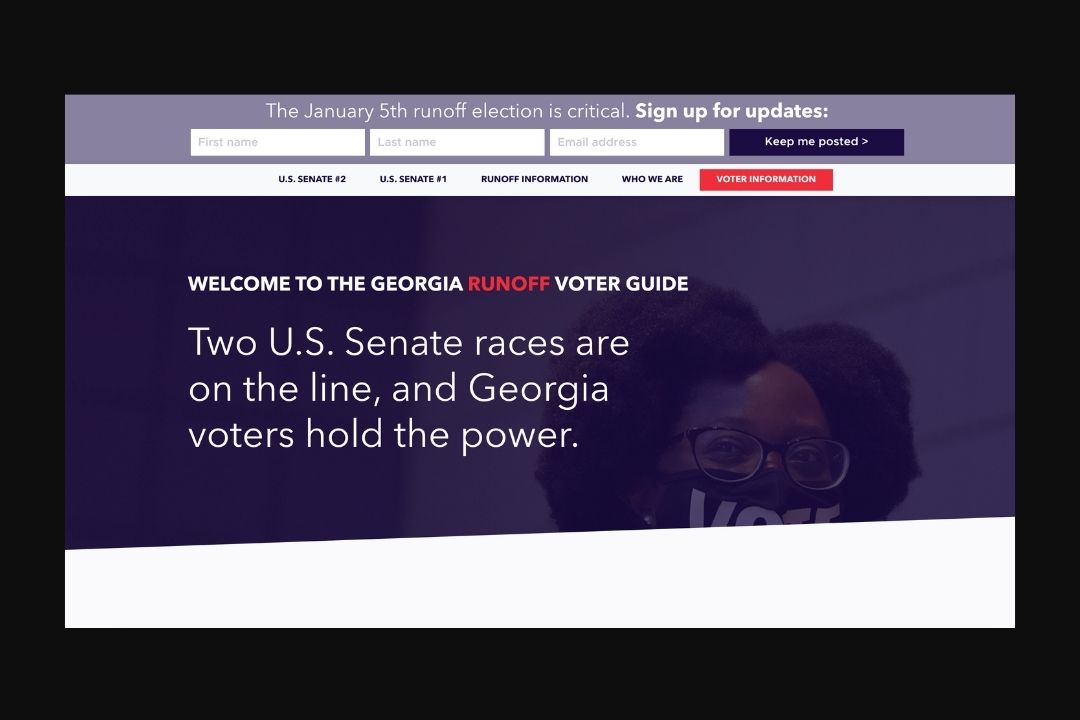 The January 5th runoff election is critical. Sign up for updates:
First name Last name Email address Keep me posted >
U.S. SENATE #2 U.S. SENATE #1 RUNOFF INFORMATION WHO WE ARE VOTER INFORMATION
WELCOME TO THE GEORGIA RUNOFF VOTER GUIDE
Two U.S. Senate races are
on the line, and Georgia
voters hold the power.
VOTE